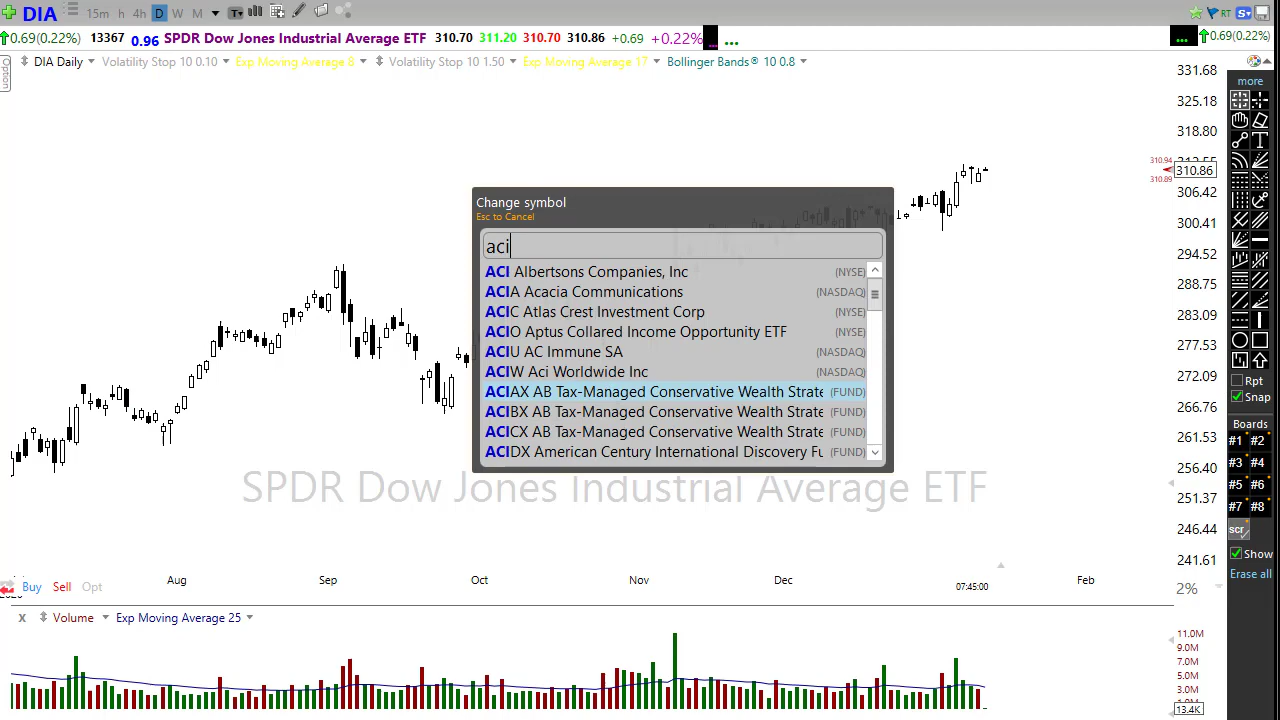 DIA 15m h 4h D W M T RT S
0.69(0.22%) 13367 0.96 SPDR Dow Jones Industrial Average ETF 310.70 311.20 310.70 310.86 +0.69 +0.22% ... ... ... 0.69(0.22%)
Option
DIA Daily Volatility Stop 10 0.10 Exp Moving Average 8 Volatility Stop 10 1.50 Exp Moving Average 17 Bollinger Bands® 10 0.8
331.68
325.18
318.80
310.94
310.86
310.89
306.42
300.41
294.52
288.75
283.09
277.53
272.09
266.76
261.53
256.40
251.37
246.44
241.61
more
Rpt
Snap
Boards
#1 #2
#3 #4
#5 #6
#7 #8
scr
Show
Erase all
Change symbol
Esc to Cancel
aci
ACI Albertsons Companies, Inc (NYSE)
ACIA Acacia Communications (NASDAQ)
ACIC Atlas Crest Investment Corp (NYSE)
ACIO Aptus Collared Income Opportunity ETF (NYSE)
ACIU AC Immune SA (NASDAQ)
ACIW Aci Worldwide Inc (NASDAQ)
ACIAX AB Tax-Managed Conservative Wealth Strate (FUND)
ACIBX AB Tax-Managed Conservative Wealth Strate (FUND)
ACICX AB Tax-Managed Conservative Wealth Strate (FUND)
ACIDX American Century International Discovery Fu (FUND)
SPDR Dow Jones Industrial Average ETF
Aug Sep Oct Nov Dec 07:45:00 Feb
Buy Sell Opt 2%
X Volume Exp Moving Average 25
11.0M
9.0M
7.0M
5.0M
3.0M
13.4K